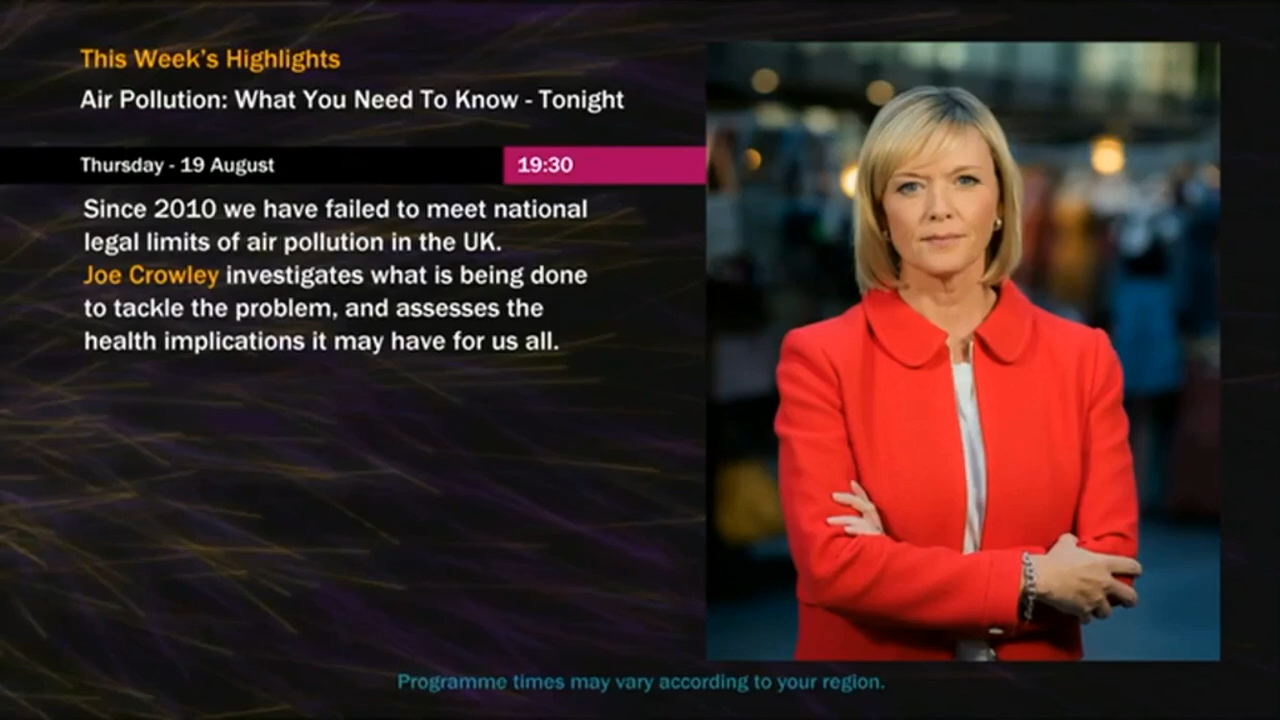 This Week's Highlights
Air Pollution: What You Need To Know - Tonight
Thursday - 19 August
19:30
Since 2010 we have failed to meet national
legal limits of air pollution in the UK.
Joe Crowley investigates what is being done
to tackle the problem, and assesses the
health implications it may have for us all.
Programme times may vary according to your region.